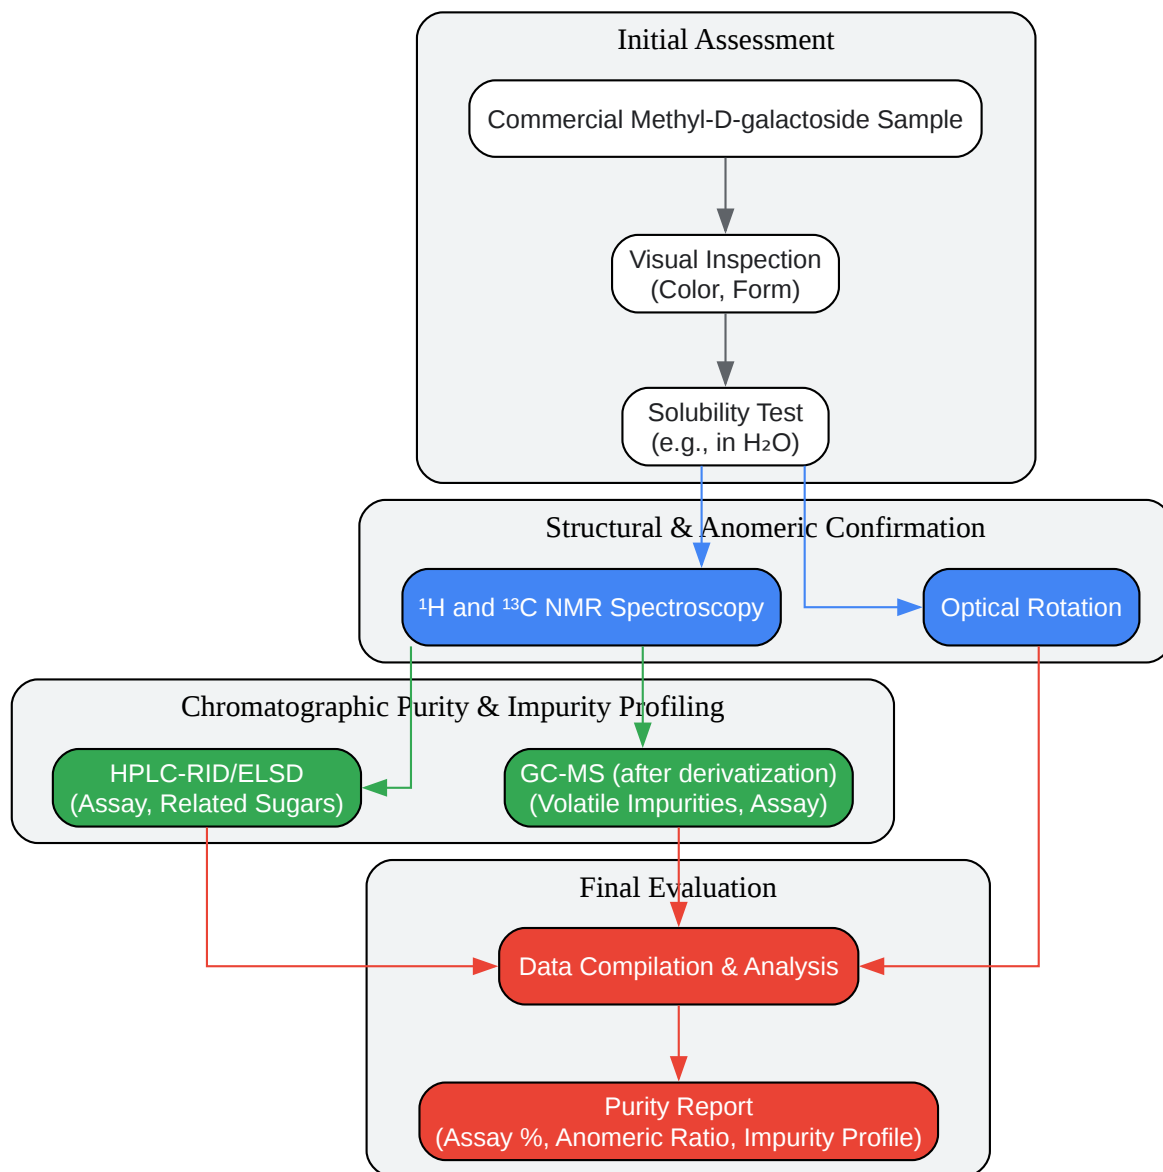 Initial Assessment
Commercial Methyl-D-galactoside Sample
Visual Inspection
(Color, Form)
Solubility Test
(e.g., in H₂O)
Structural & Anomeric Confirmation
¹H and ¹³C NMR Spectroscopy
Optical Rotation
Chromatographic Purity & Impurity Profiling
HPLC-RID/ELSD
(Assay, Related Sugars)
GC-MS (after derivatization)
(Volatile Impurities, Assay)
Final Evaluation
Data Compilation & Analysis
Purity Report
(Assay %, Anomeric Ratio, Impurity Profile)